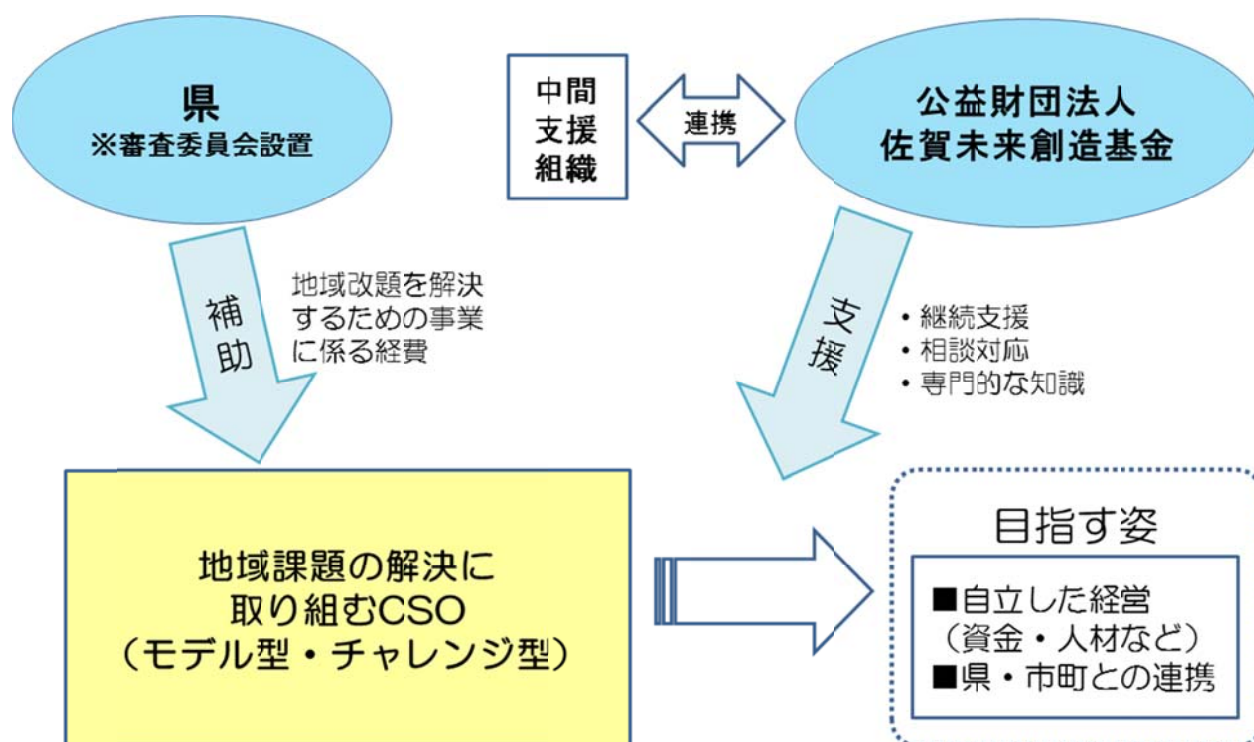 県
※審査委員会設置
中間
支援
組織
連携
公益財団法人
佐賀未来創造基金
補助
地域改題を解決
するための事業
に係る経費
支援
・継続支援
・相談対応
・専門的な知識
地域課題の解決に
取り組むCSO
（モデル型・チャレンジ型）
目指す姿
■自立した経営
（資金・人材など）
■県・市町との連携